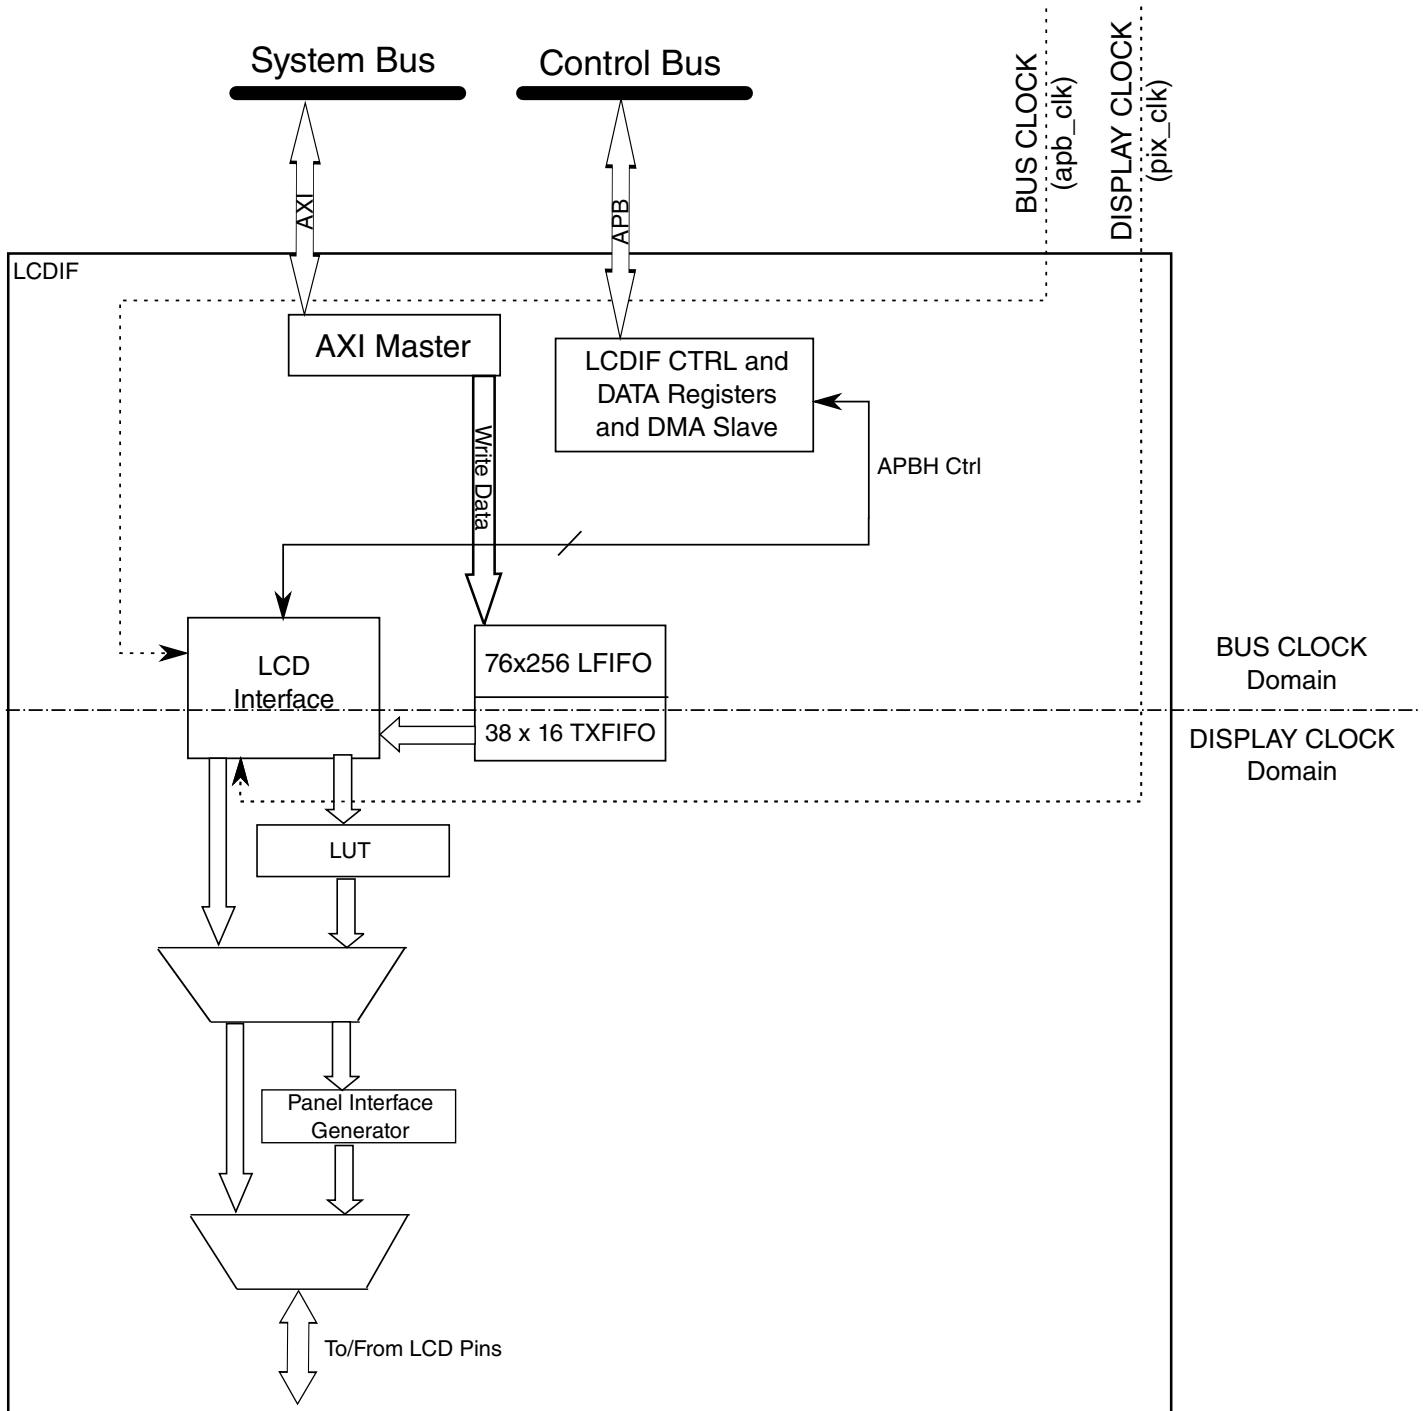 System Bus
Control Bus
BUS CLOCK
(apb_clk)
DISPLAY CLOCK
(pix_clk)
AXI
APB
LCDIF
AXI Master
LCDIF CTRL and
DATA Registers
and DMA Slave
Write Data
APBH Ctrl
LCD
Interface
76x256 LFIFO
38 x 16 TXFIFO
BUS CLOCK
Domain
DISPLAY CLOCK
Domain
LUT
Panel Interface
Generator
To/From LCD Pins